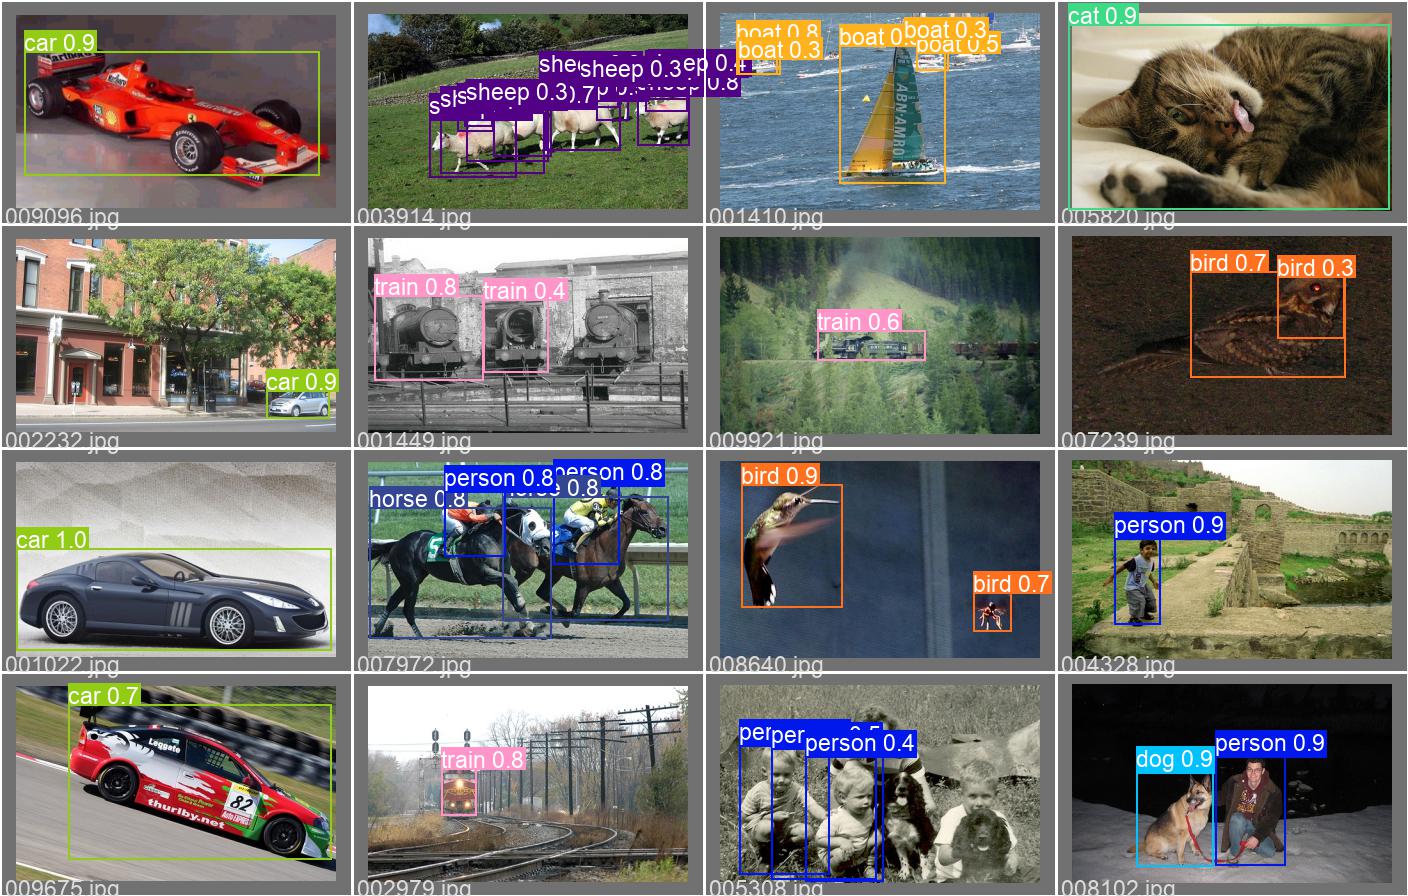 car 0.9
009096.jpg
sheep 0.3
sheep 0.3
0.7
ep 0.4
sheep 0.8
003914.jpg
boat 0.8
boat 0.3
boat 0.3
boat 0.5
ABN·AMRO
001410.jpg
cat 0.9
005820.jpg
car 0.9
002232.jpg
train 0.8
train 0.4
001449.jpg
train 0.6
009921.jpg
bird 0.7
bird 0.3
007239.jpg
car 1.0
001022.jpg
person 0.8
person 0.8
horse 0.8
horse 0.8
5
007972.jpg
bird 0.9
bird 0.7
008640.jpg
person 0.9
004328.jpg
car 0.7
Leggate
82
thurlby.net
009675.jpg
train 0.8
002979.jpg
per
per
0.5
person 0.4
005308.jpg
dog 0.9
person 0.9
008102.jpg